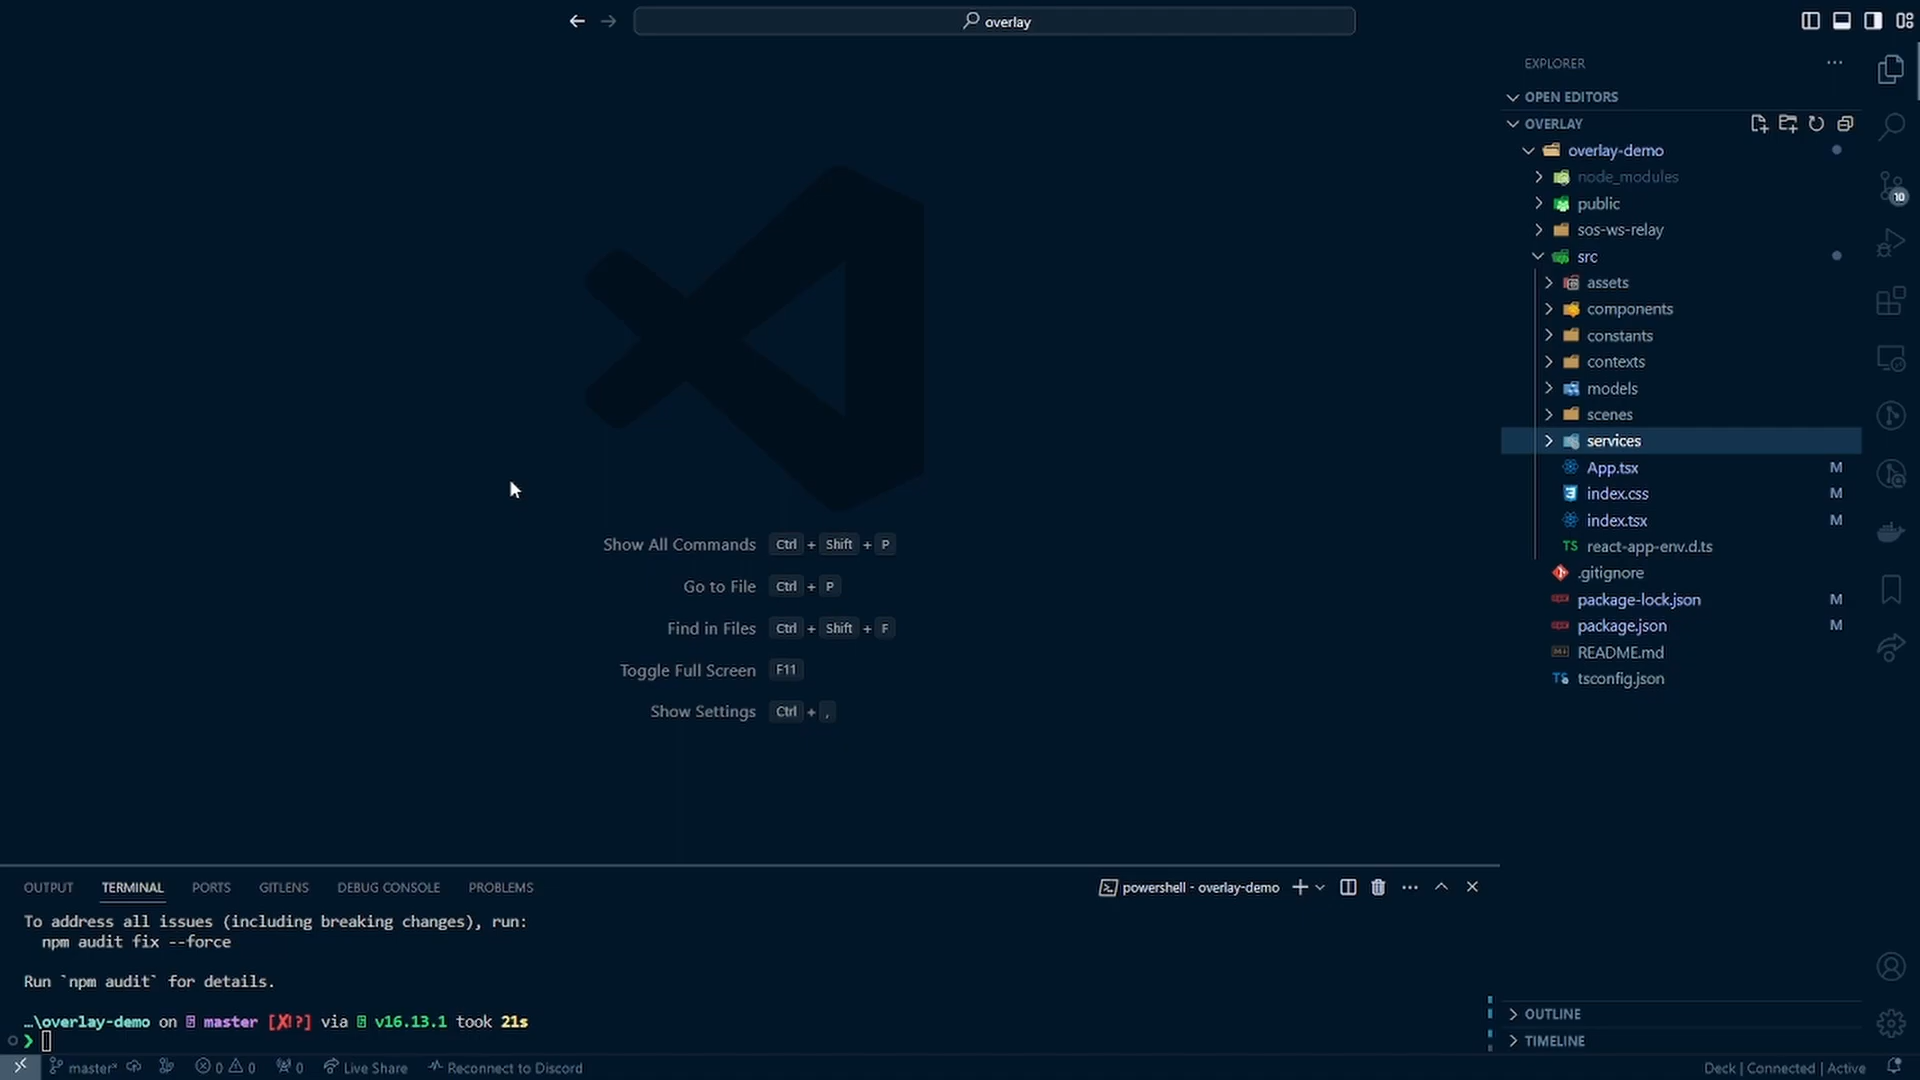 overlay
EXPLORER
OPEN EDITORS
OVERLAY
overlay-demo
node_modules
public
sos-ws-relay
src
assets
components
constants
contexts
models
scenes
services
App.tsx M
index.css M
index.tsx M
TS react-app-env.d.ts
.gitignore
package-lock.json M
package.json M
README.md
tsconfig.json
10
Show All Commands Ctrl + Shift + P
Go to File Ctrl + P
Find in Files Ctrl + Shift + F
Toggle Full Screen F11
Show Settings Ctrl + ,
OUTPUT TERMINAL PORTS GITLENS DEBUG CONSOLE PROBLEMS powershell - overlay-demo
To address all issues (including breaking changes), run:
npm audit fix --force
Run `npm audit` for details.
…\overlay-demo on master [✘!?] via v16.13.1 took 21s
❯
OUTLINE
TIMELINE
master* 0 0 0 Live Share Reconnect to Discord Deck | Connected | Active